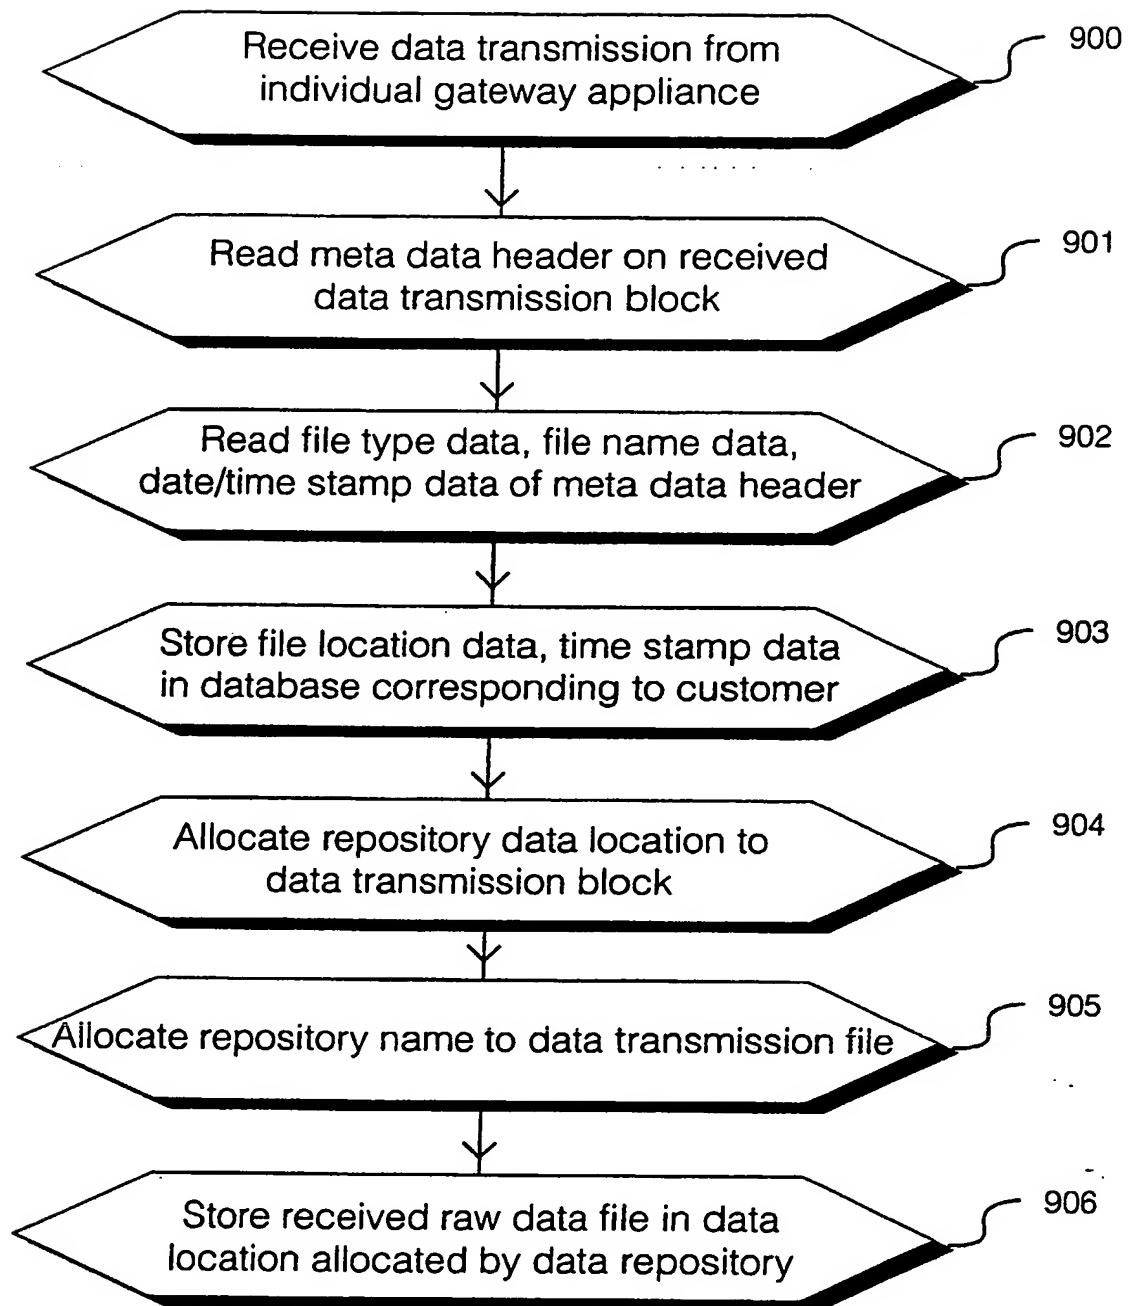 Receive data transmission from
individual gateway appliance
900
Read meta data header on received
data transmission block
901
Read file type data, file name data,
date/time stamp data of meta data header
902
Store file location data, time stamp data
in database corresponding to customer
903
Allocate repository data location to
data transmission block
904
Allocate repository name to data transmission file
905
Store received raw data file in data
location allocated by data repository
906